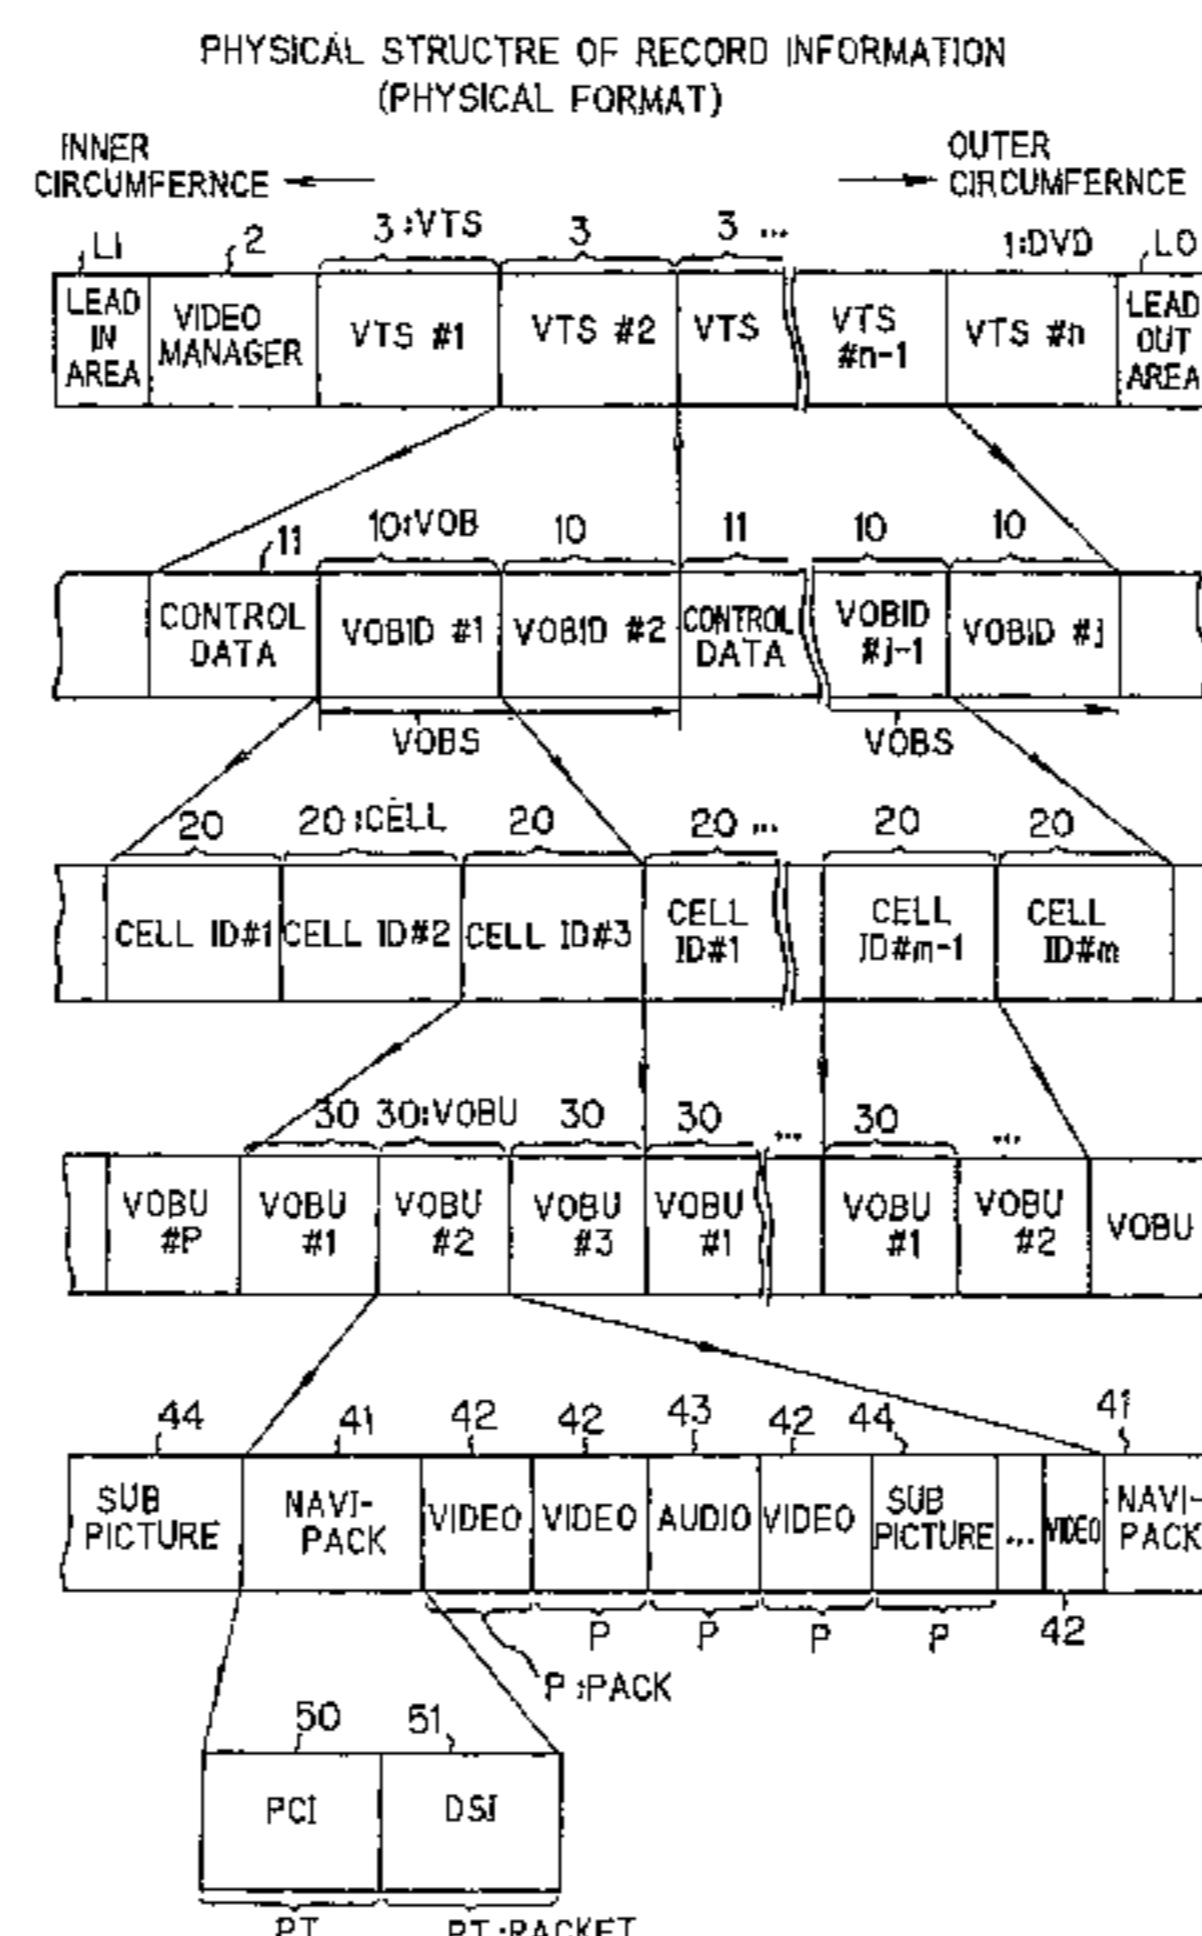 PHYSICAL STRUCTRE OF RECORD INFORMATION
(PHYSICAL FORMAT)
INNER
CIRCUMFERNCE
OUTER
CIRCUMFERNCE
LI 2 3:VTS 3 3 ... 1:DVD LO
LEAD IN AREA
VIDEO MANAGER
VTS #1
VTS #2
VTS
VTS #n-1
VTS #n
LEAD OUT AREA
11 10:VOB 10 11 10 10
CONTROL DATA
VOBID #1
VOBID #2
CONTROL DATA
VOBID #j-1
VOBID #j
VOBS VOBS
20 20:CELL 20 20 ... 20 20
CELL ID#1
CELL ID#2
CELL ID#3
CELL ID#1
CELL ID#m-1
CELL ID#m
30 30:VOBU 30 30 ... 30 ...
VOBU #P
VOBU #1
VOBU #2
VOBU #3
VOBU #1
VOBU #1
VOBU #2
VOBU
44 41 42 42 43 42 44 41
SUB PICTURE
NAVI-PACK
VIDEO
VIDEO
AUDIO
VIDEO
SUB PICTURE
...
VIDEO
NAVI-PACK
P P P P 42
P:PACK
50 51
PCI DSI
PT PT:RACKET